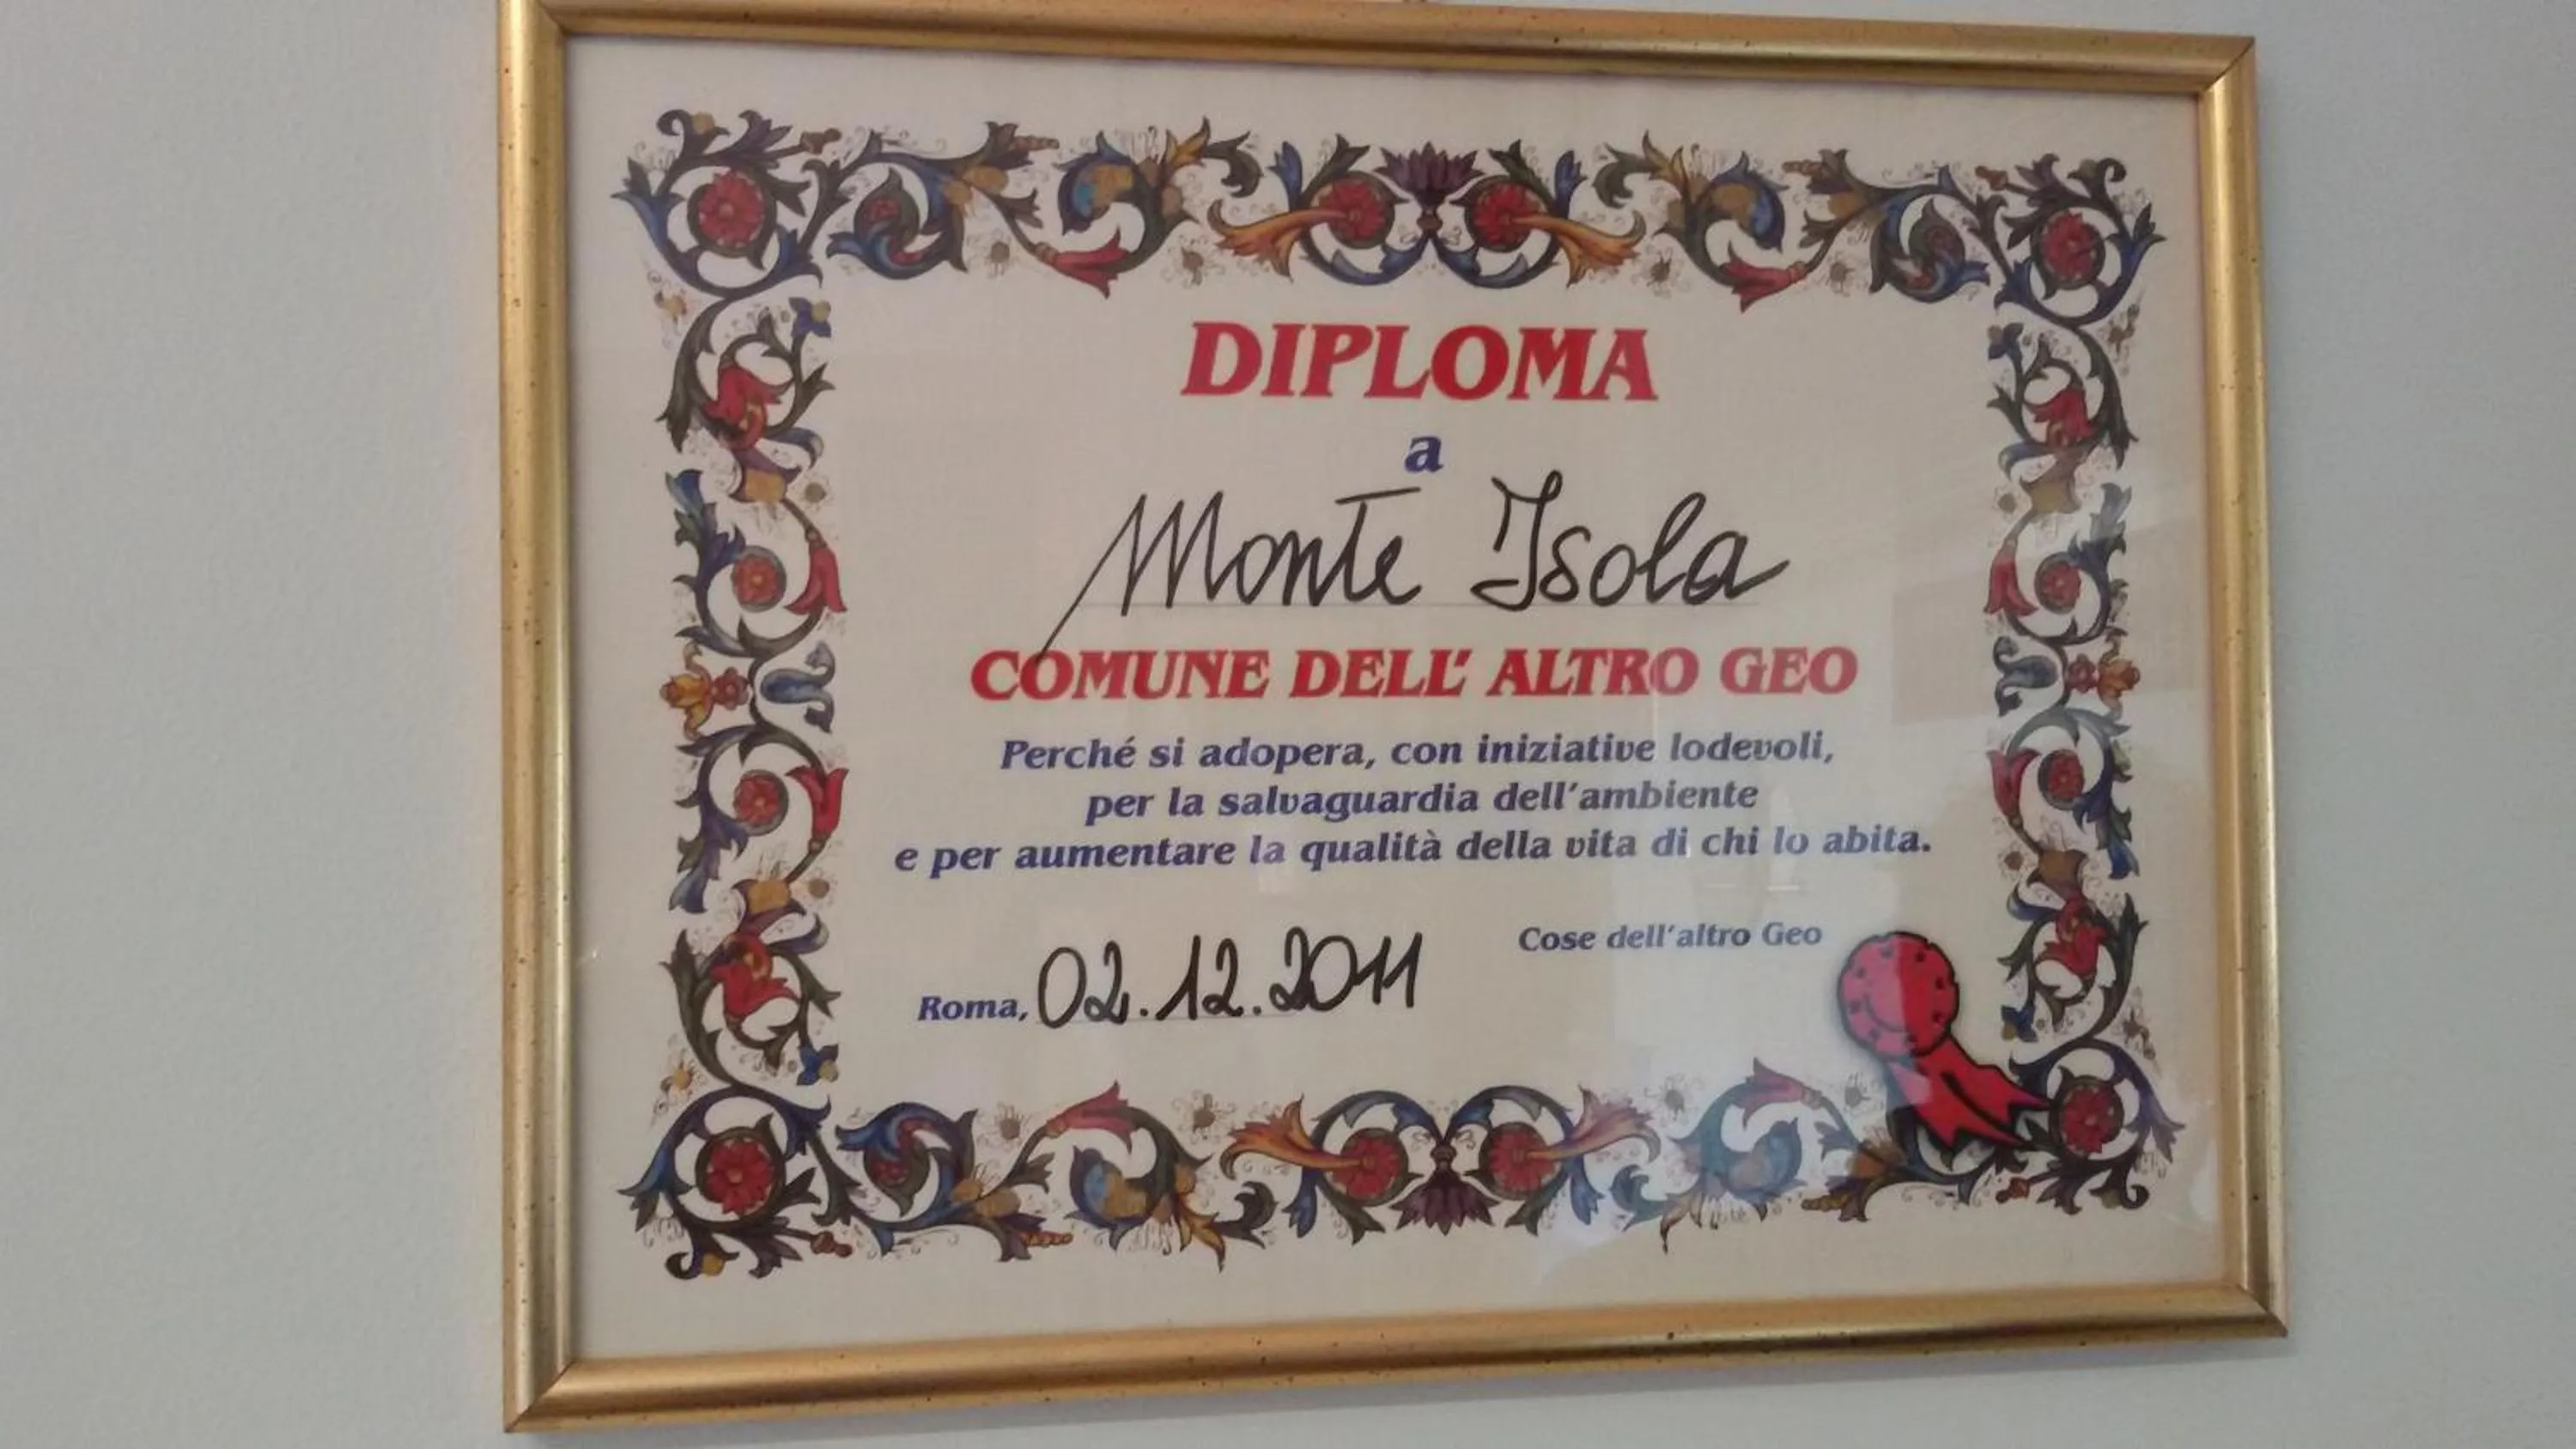 DIPLOMA
a
Monte Isola
COMUNE DELL' ALTRO GEO
Perché si adopera, con iniziative lodevoli,
per la salvaguardia dell'ambiente
e per aumentare la qualità della vita di chi lo abita.
Cose dell'altro Geo
Roma, 02.12.2011